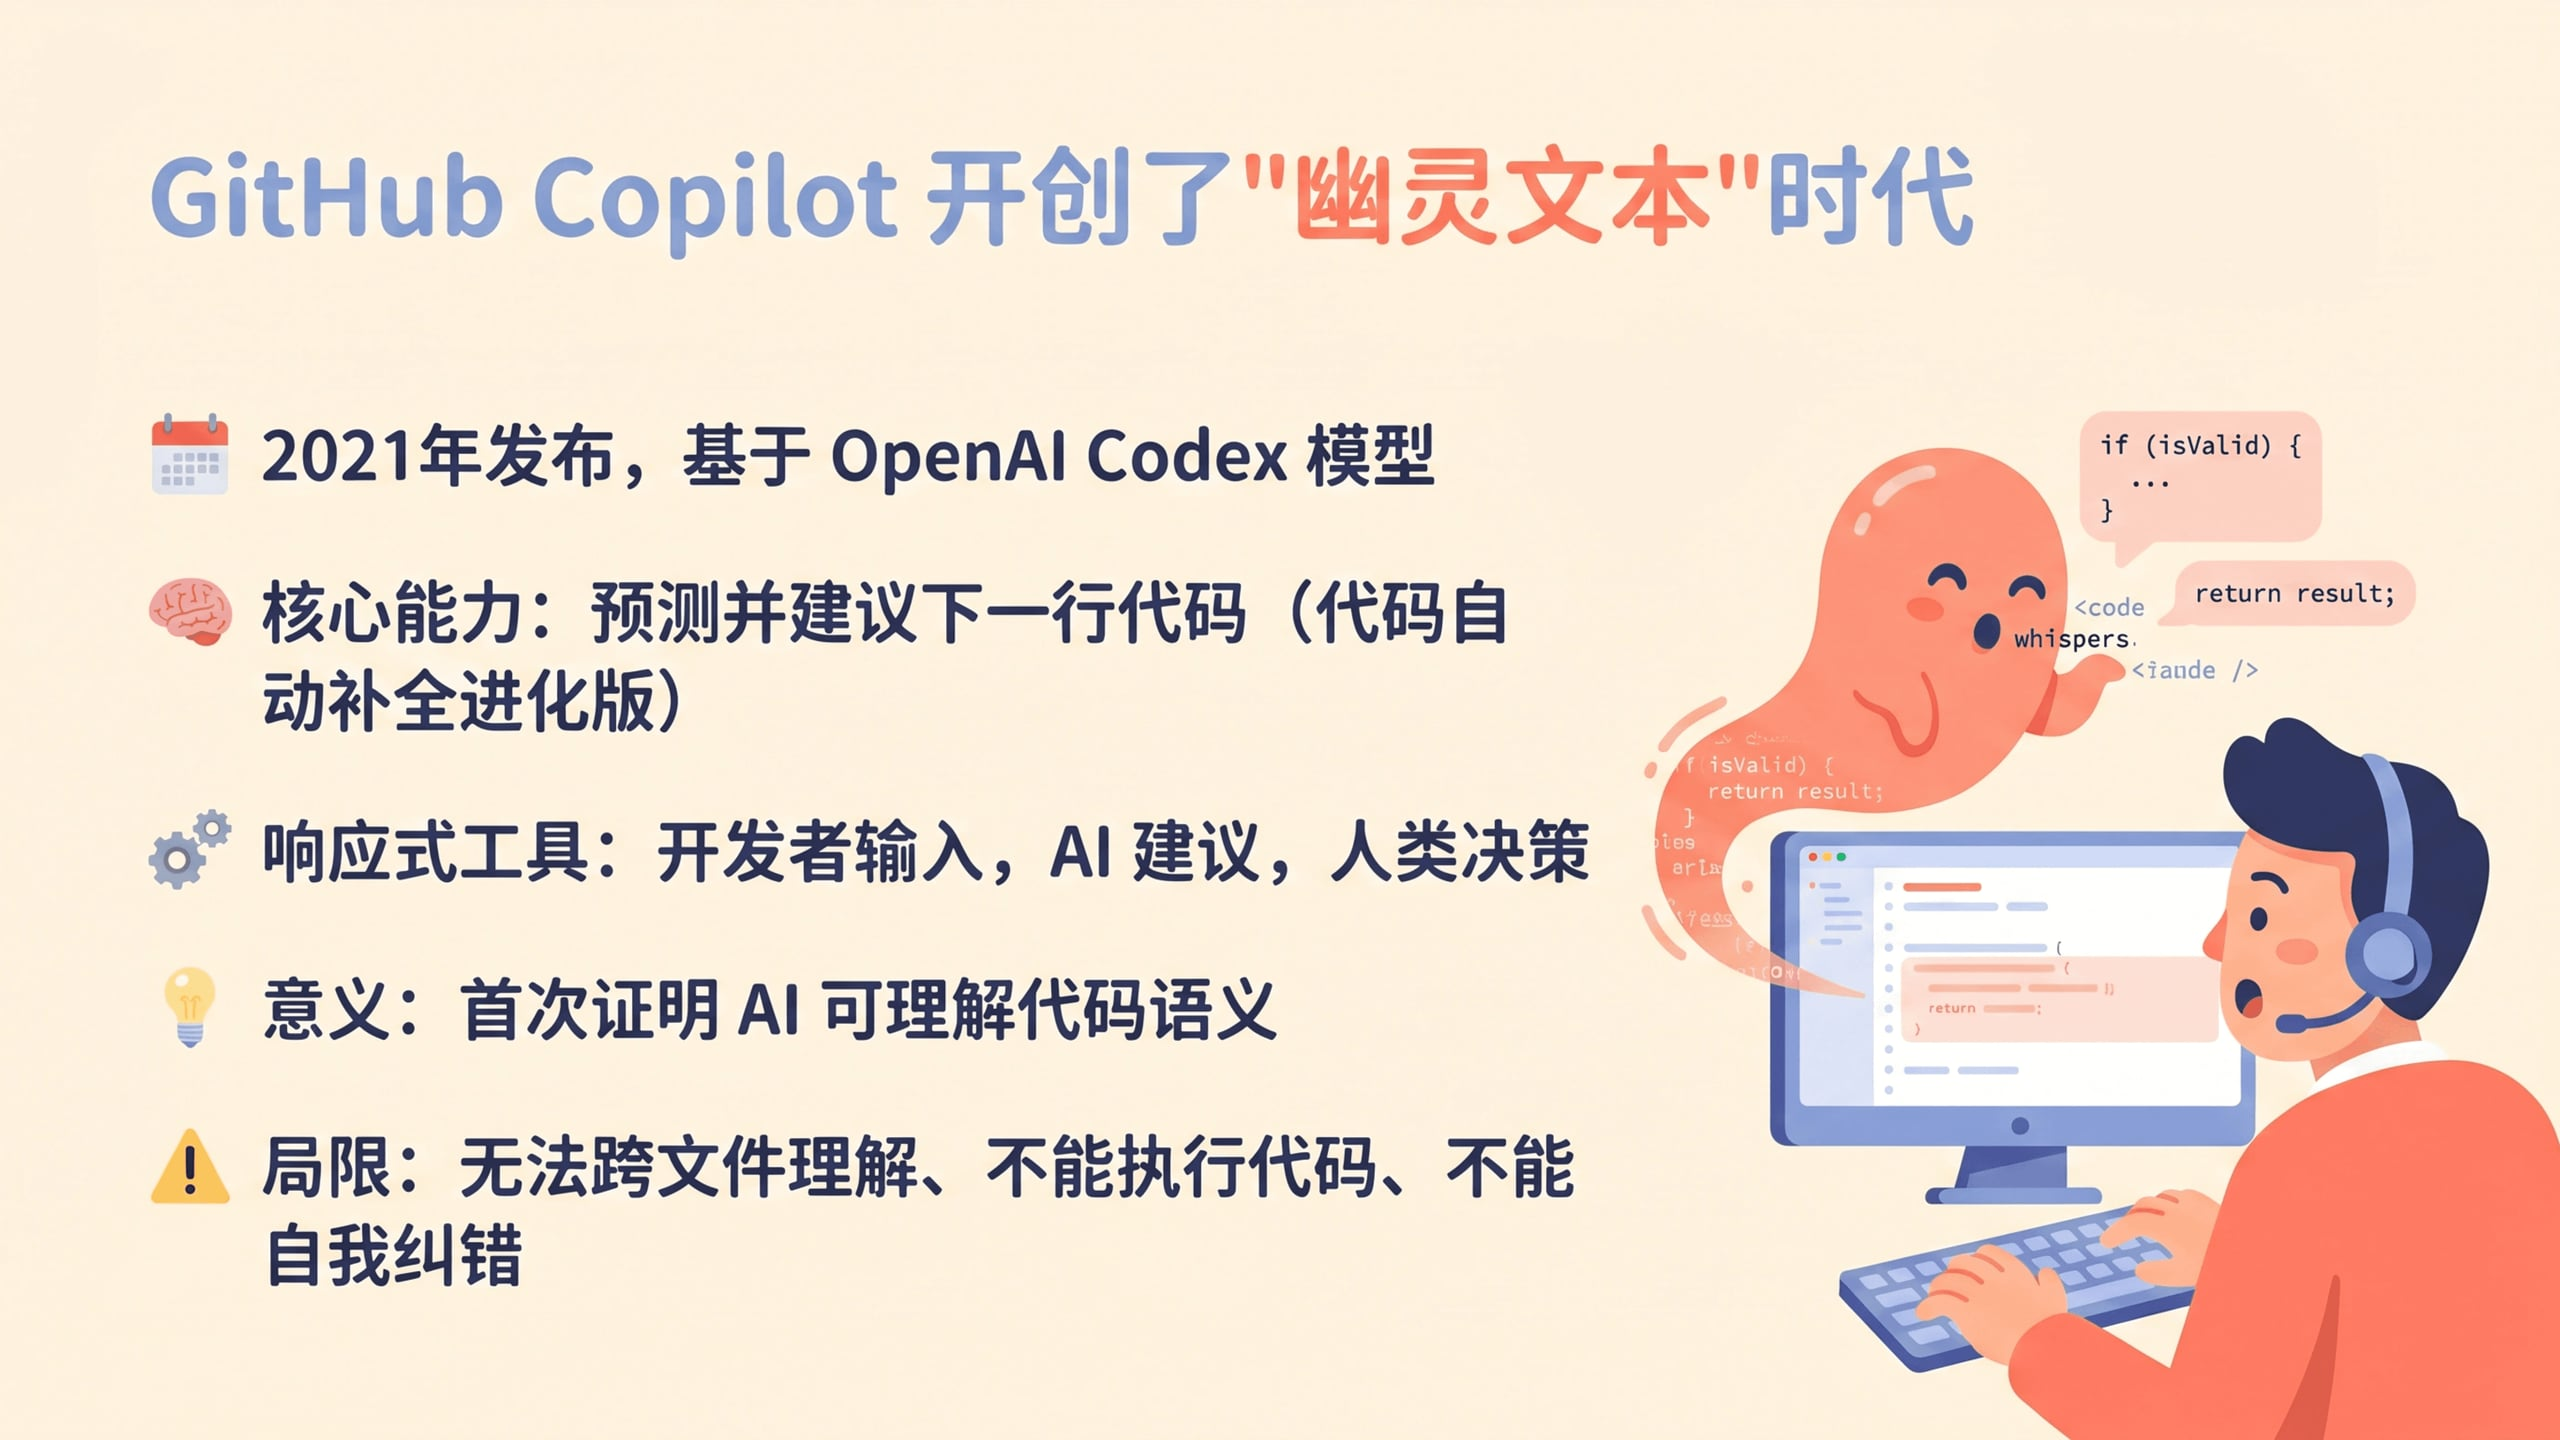 GitHub Copilot 开创了"幽灵文本"时代
2021年发布，基于 OpenAI Codex 模型
核心能力：预测并建议下一行代码（代码自
动补全进化版）
响应式工具：开发者输入，AI 建议，人类决策
意义：首次证明 AI 可理解代码语义
局限：无法跨文件理解、不能执行代码、不能
自我纠错
if (isValid) {
...
}
return result;
<code
whispers.
/>
(isValid) {
return result;
}
(
(
return ;
)